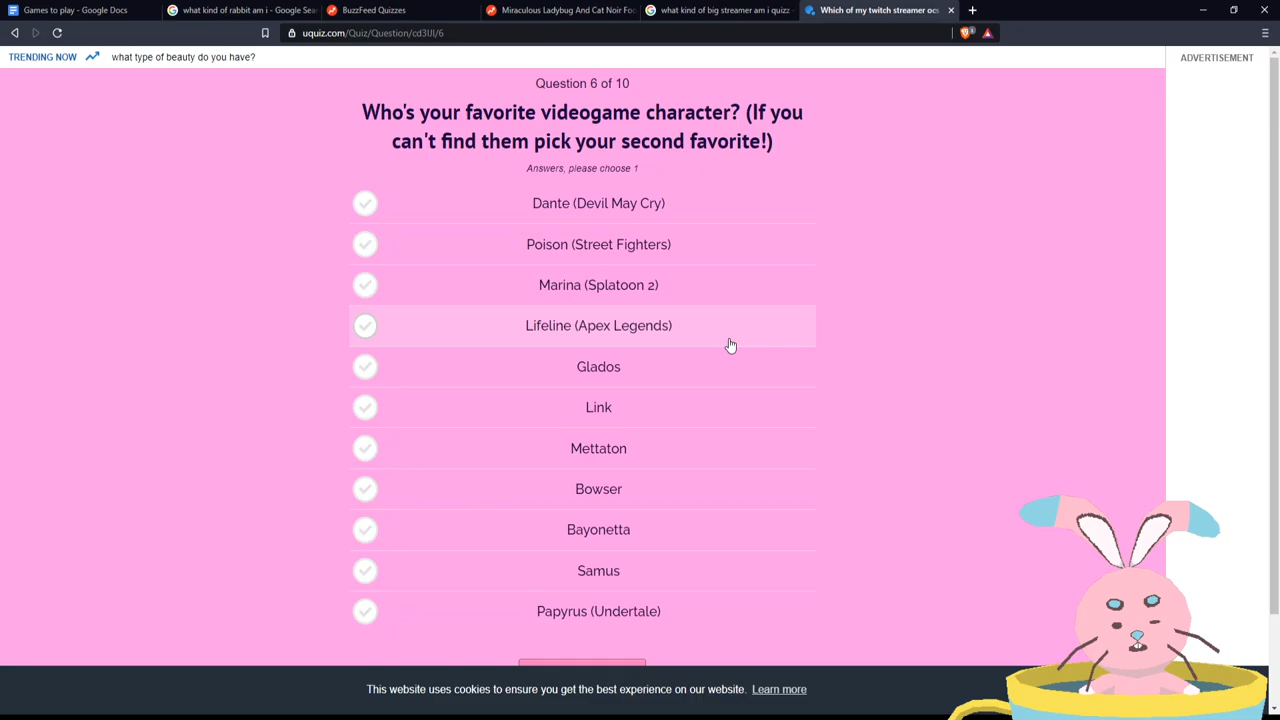 Games to play - Google Docs
what kind of rabbit am i - Google Sea
BuzzFeed Quizzes
Miraculous Ladybug And Cat Noir Fo
what kind of big streamer am i quizz -
Which of my twitch streamer ocs
uquiz.com/Quiz/Question/cd3UI/6
TRENDING NOW
what type of beauty do you have?
ADVERTISEMENT
Question 6 of 10
Who's your favorite videogame character? (If you
can't find them pick your second favorite!)
Answers, please choose 1
Dante (Devil May Cry)
Poison (Street Fighters)
Marina (Splatoon 2)
Lifeline (Apex Legends)
Glados
Link
Mettaton
Bowser
Bayonetta
Samus
Papyrus (Undertale)
This website uses cookies to ensure you get the best experience on our website. Learn more